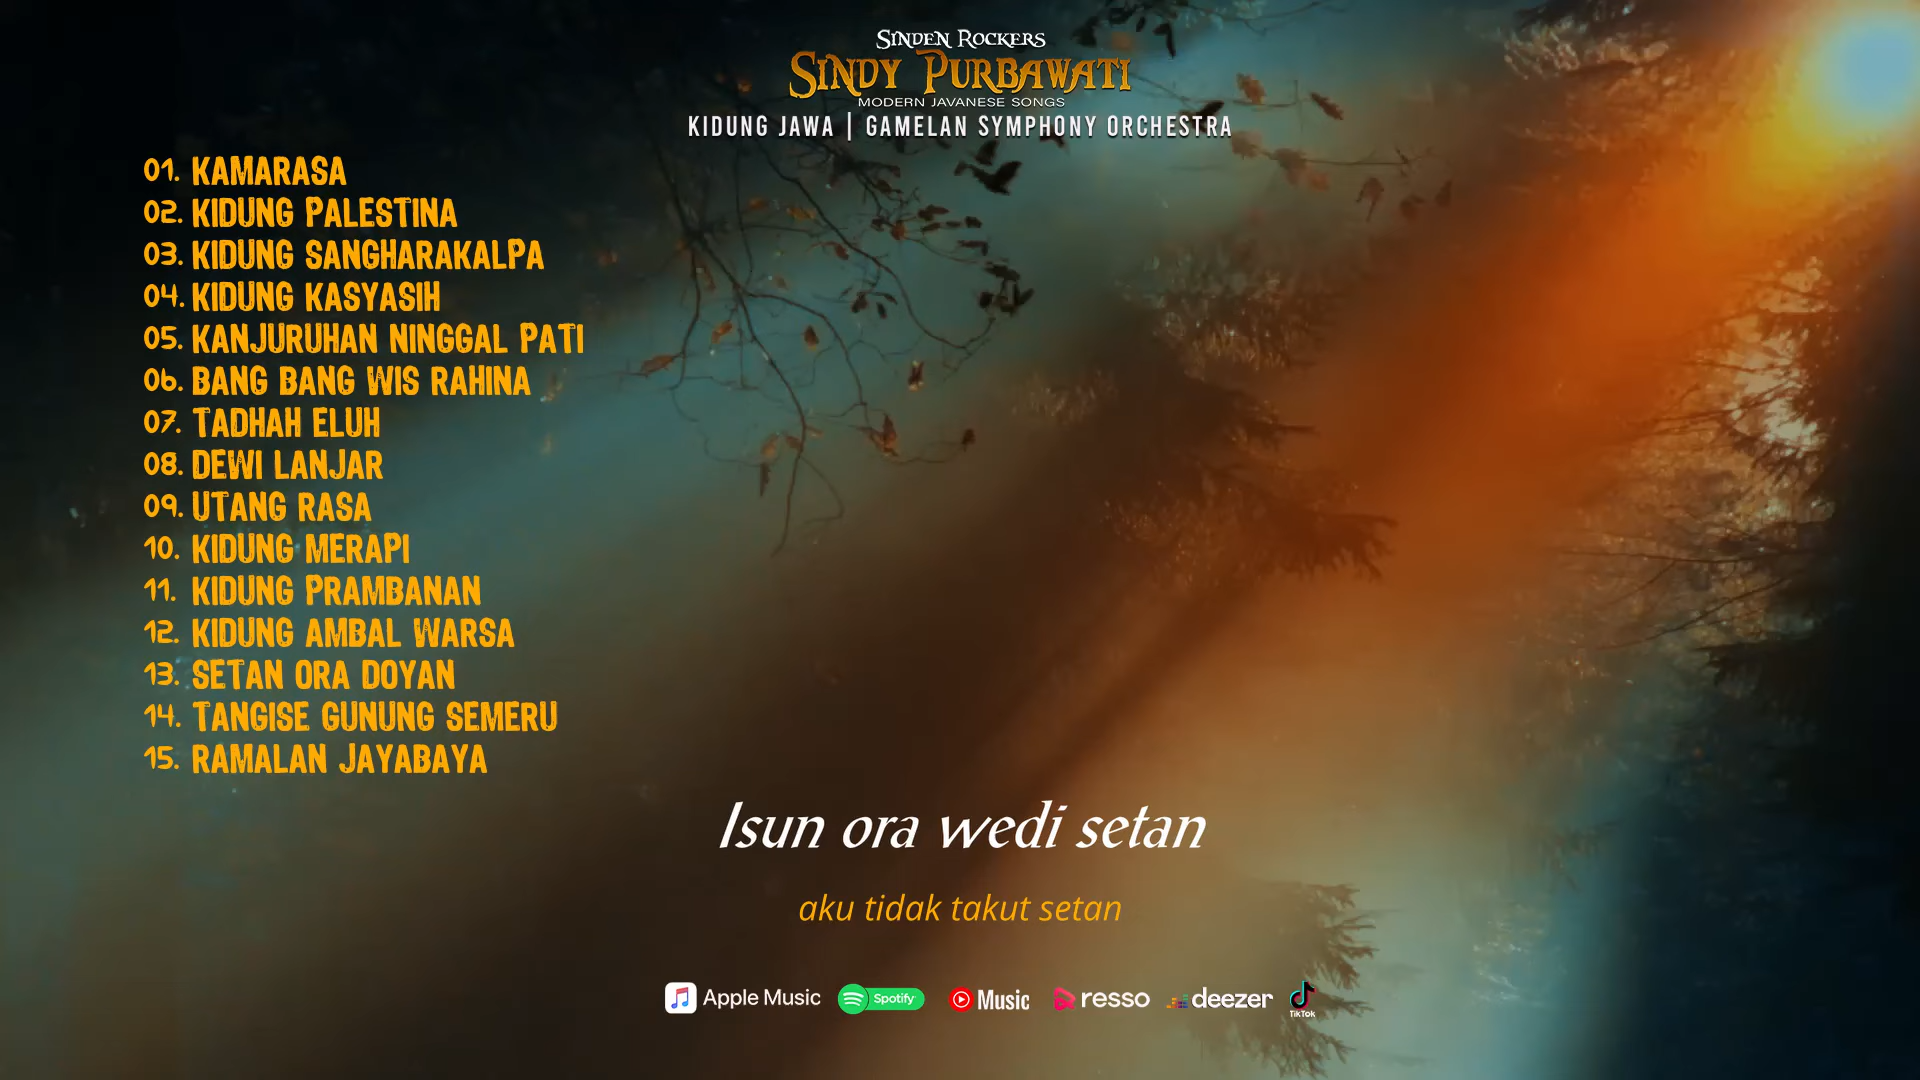 SINDEN ROCKERS
SINDY PURBAWATI
MODERN JAVANESE SONGS
KIDUNG JAWA | GAMELAN SYMPHONY ORCHESTRA
01. KAMARASA
02. KIDUNG PALESTINA
03. KIDUNG SANGHARAKALPA
04. KIDUNG KASYASIH
05. KANJURUHAN NINGGAL PATI
06. BANG BANG WIS RAHINA
07. TADHAH ELUH
08. DEWI LANJAR
09. UTANG RASA
10. KIDUNG MERAPI
11. KIDUNG PRAMBANAN
12. KIDUNG AMBAL WARSA
13. SETAN ORA DOYAN
14. TANGISE GUNUNG SEMERU
15. RAMALAN JAYABAYA
Isun ora wedi setan
aku tidak takut setan
Apple Music Spotify Music resso deezer TikTok